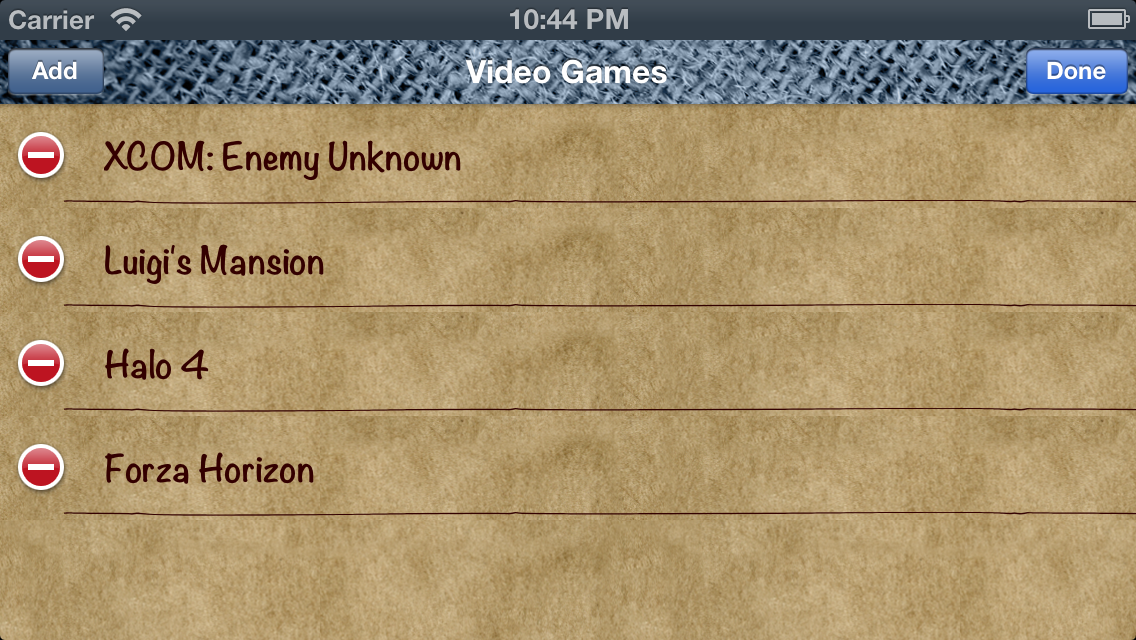 Carrier 10:44 PM
Add Video Games Done
XCOM: Enemy Unknown
Luigi's Mansion
Halo 4
Forza Horizon